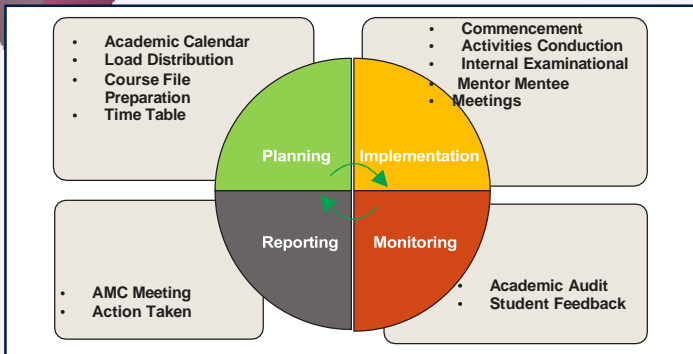 • Academic Calendar
• Load Distribution
• Course File
Preparation
• Time Table
• Commencement
• Activities Conduction
• Internal Examinational
• Mentor Mentee
• Meetings
Planning
Implementation
Reporting
Monitoring
• AMC Meeting
• Action Taken
• Academic Audit
• Student Feedback